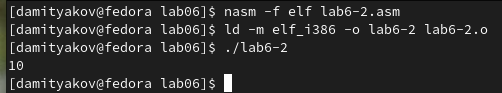 [damityakov@fedora lab06]$ nasm -f elf lab6-2.asm
[damityakov@fedora lab06]$ ld -m elf_i386 -o lab6-2 lab6-2.o
[damityakov@fedora lab06]$ ./lab6-2
10
[damityakov@fedora lab06]$